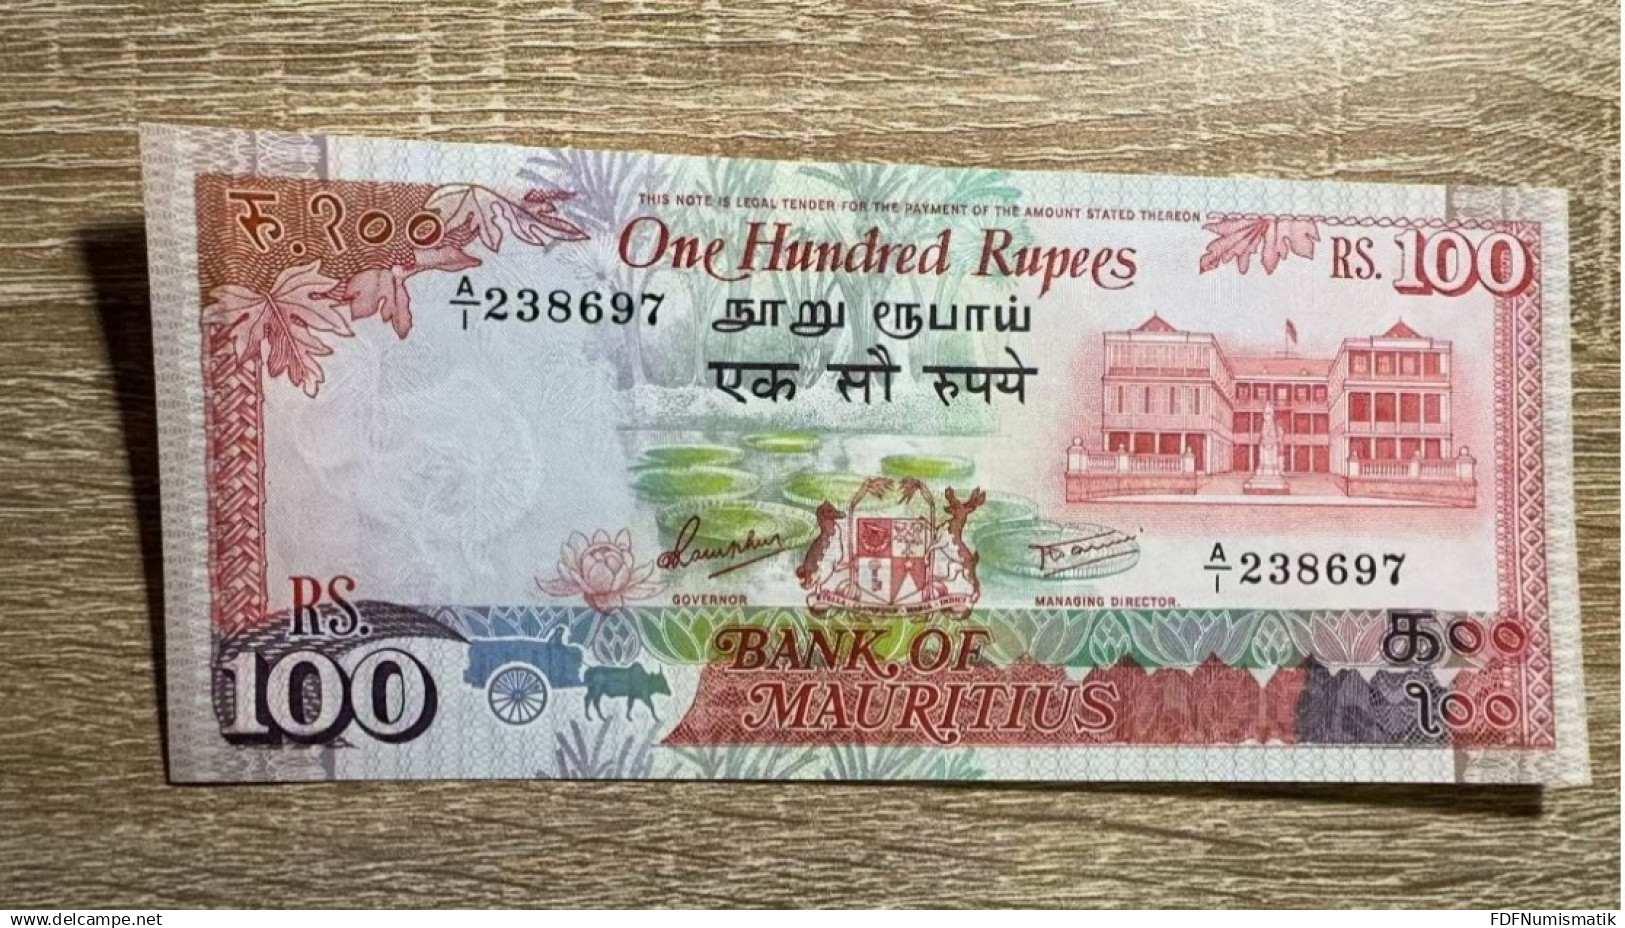 THIS NOTE IS LEGAL TENDER FOR THE PAYMENT OF THE AMOUNT STATED THEREON
रु.१००
One Hundred Rupees
RS. 100
A/1 238697
நூறு ரூபாய்
एक सौ रुपये
A/1 238697
GOVERNOR
MANAGING DIRECTOR.
RS.
100
BANK OF
MAURITIUS
க००
१००
www.delcampe.net
FDFNumismatik